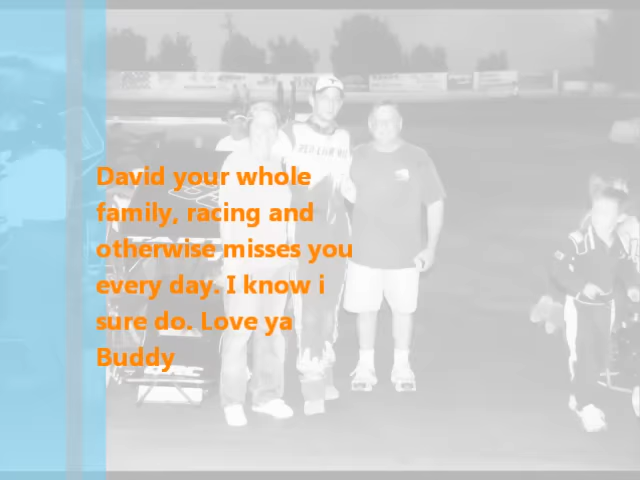 David your whole
family, racing and
otherwise misses you
every day. I know i
sure do. Love ya
Buddy